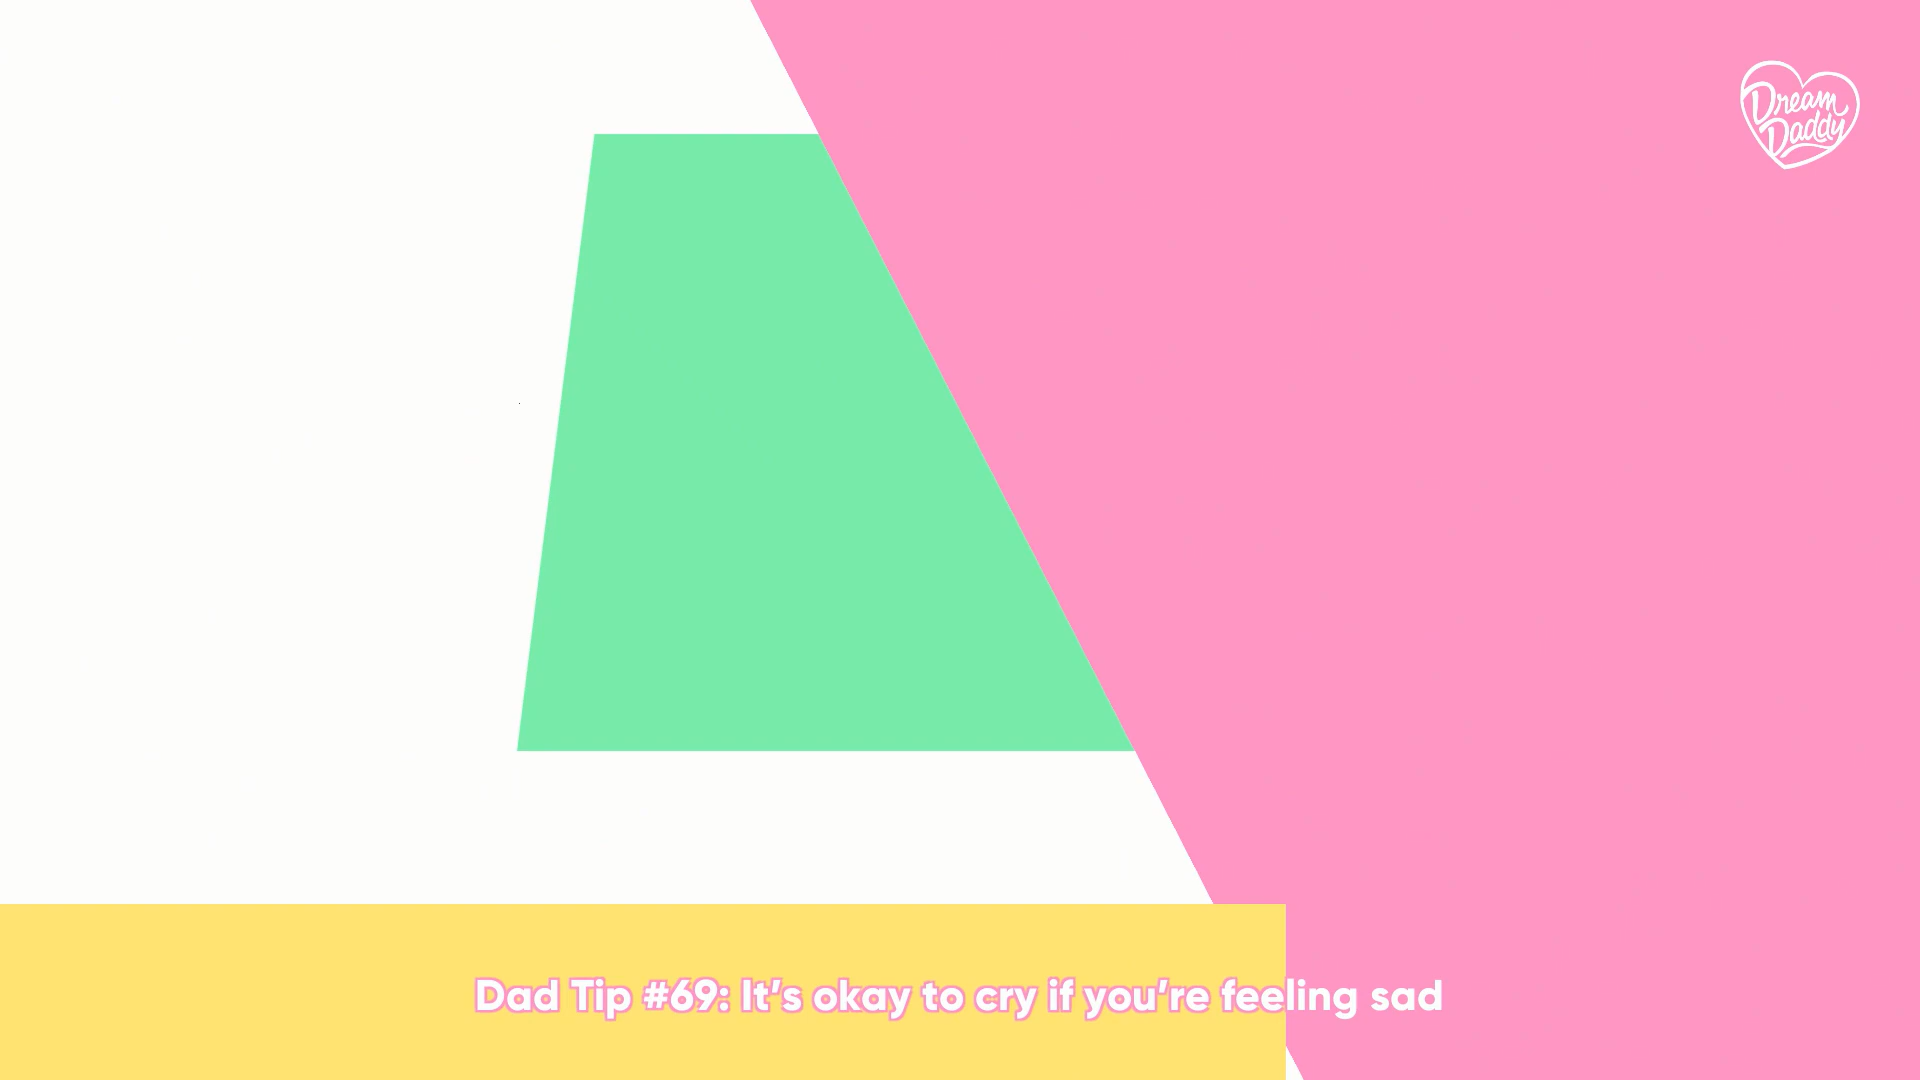 Dream
Daddy
Dad Tip #69: It’s okay to cry if you’re feeling sad